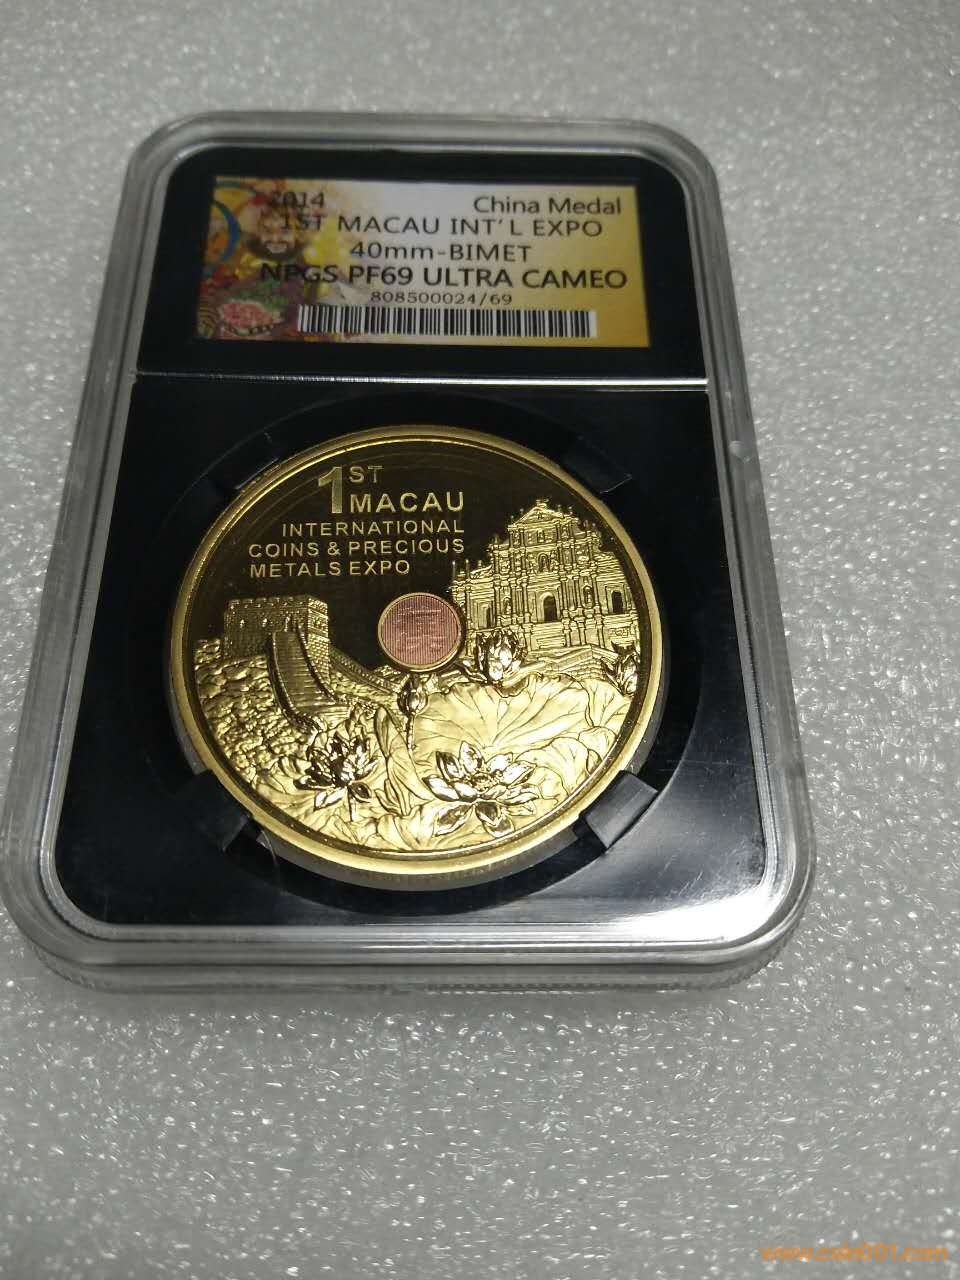 2014 China Medal
1ST MACAU INT'L EXPO
40mm-BIMET
NPGS PF69 ULTRA CAMEO
808500024/69
1ST
MACAU
INTERNATIONAL
COINS & PRECIOUS
METALS EXPO
www.coin001.com